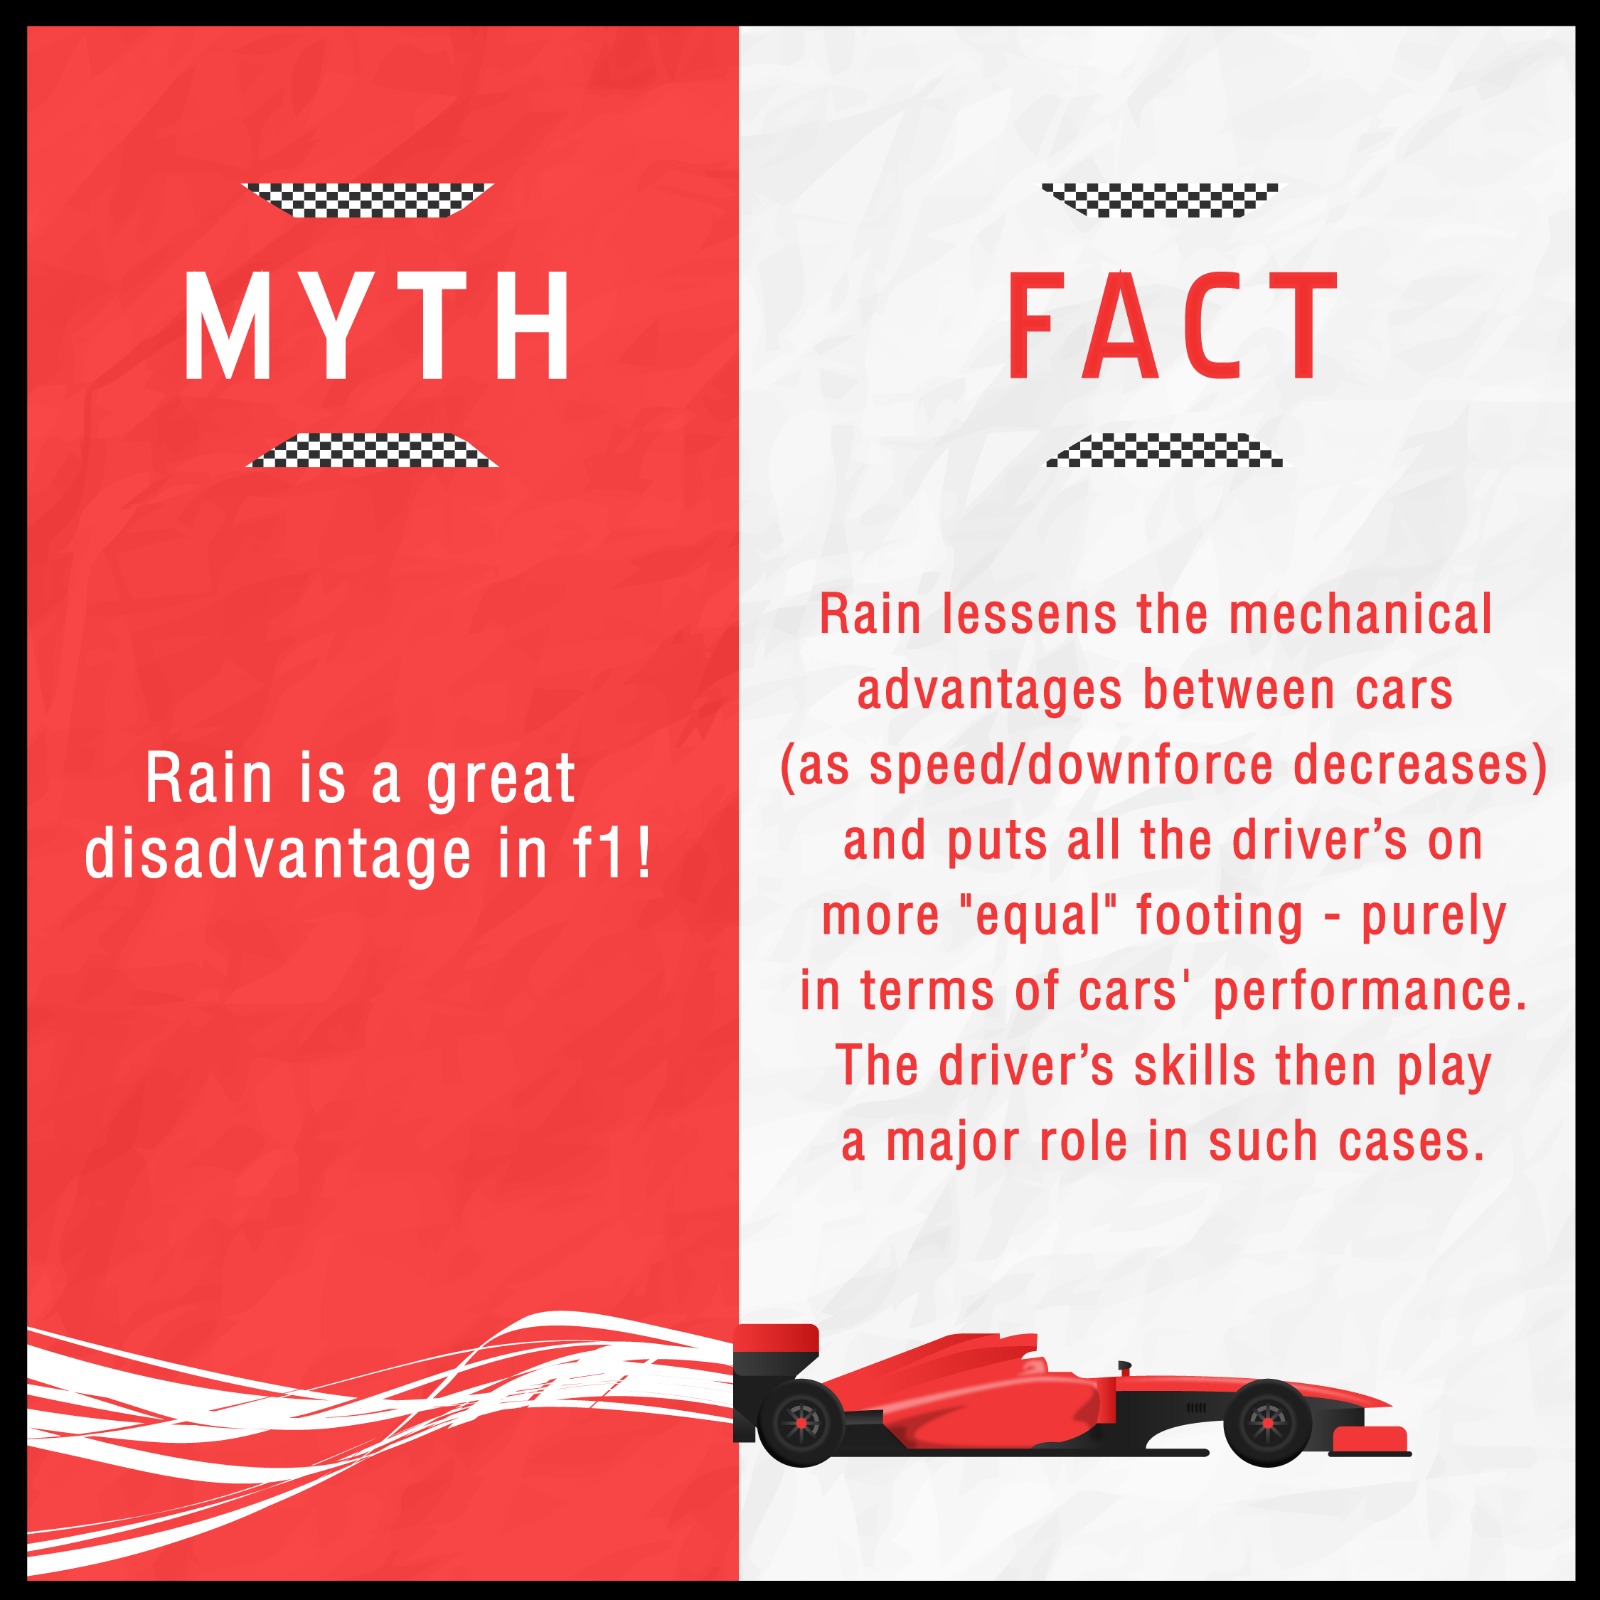 MYTH
Rain is a great
disadvantage in f1!
FACT
Rain lessens the mechanical
advantages between cars
(as speed/downforce decreases)
and puts all the driver’s on
more "equal" footing - purely
in terms of cars' performance.
The driver’s skills then play
a major role in such cases.